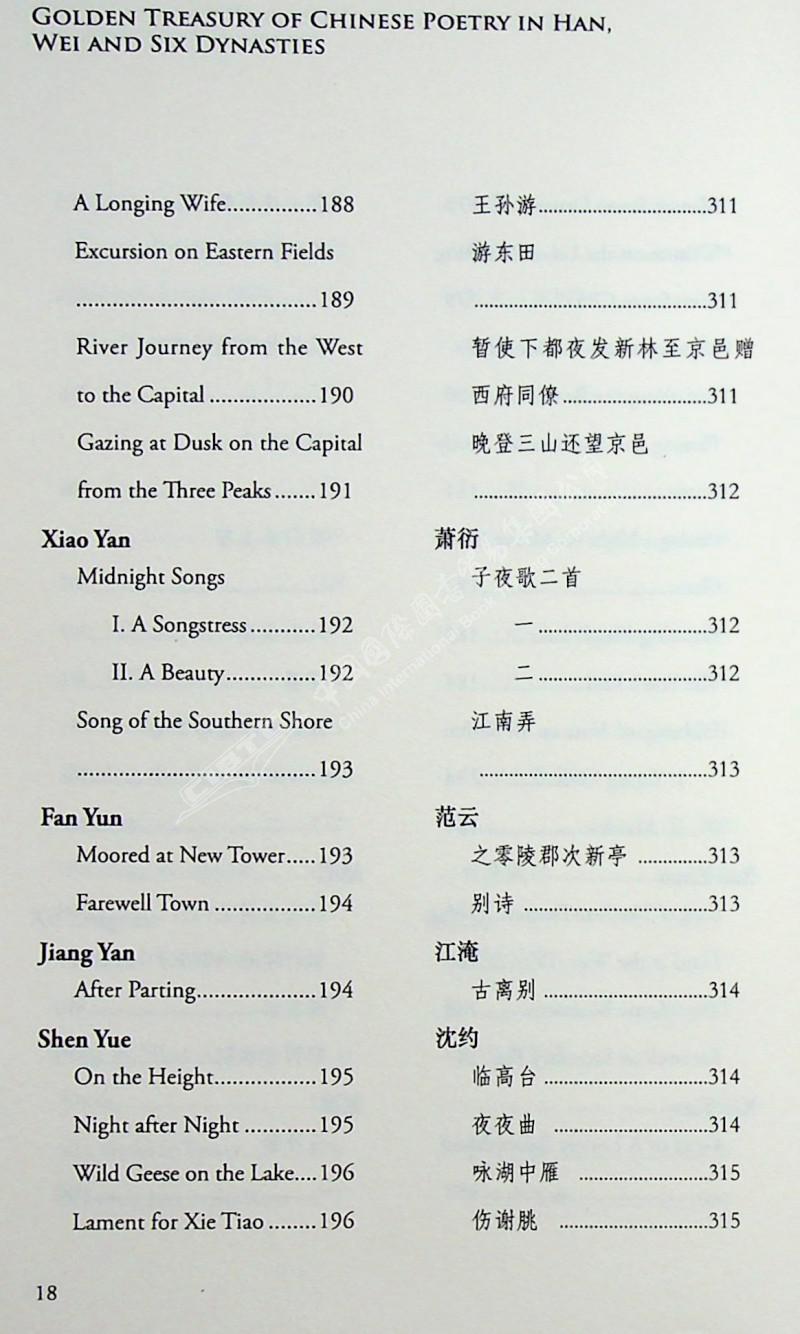 GOLDEN TREASURY OF CHINESE POETRY IN HAN,
WEI AND SIX DYNASTIES
A Longing Wife...............188
Excursion on Eastern Fields
........................................189
River Journey from the West
to the Capital ..................190
Gazing at Dusk on the Capital
from the Three Peaks.......191
Xiao Yan
Midnight Songs
I. A Songstress...........192
II. A Beauty...............192
Song of the Southern Shore
........................................193
Fan Yun
Moored at New Tower.....193
Farewell Town .................194
Jiang Yan
After Parting....................194
Shen Yue
On the Height.................195
Night after Night ............195
Wild Geese on the Lake....196
Lament for Xie Tiao ........196
王孙游..................................311
游东田
...............................................311
暂使下都夜发新林至京邑赠
西府同僚.............................311
晚登三山还望京邑
...............................................312
萧衍
子夜歌二首
一..................................312
二..................................312
江南弄
..............................................313
范云
之零陵郡次新亭 ..............313
别诗 .....................................313
江淹
古离别 .................................314
沈约
临高台 .................................314
夜夜曲 ...............................314
咏湖中雁 ..........................315
伤谢朓 ..............................315
18
中国国际图书
China International Book